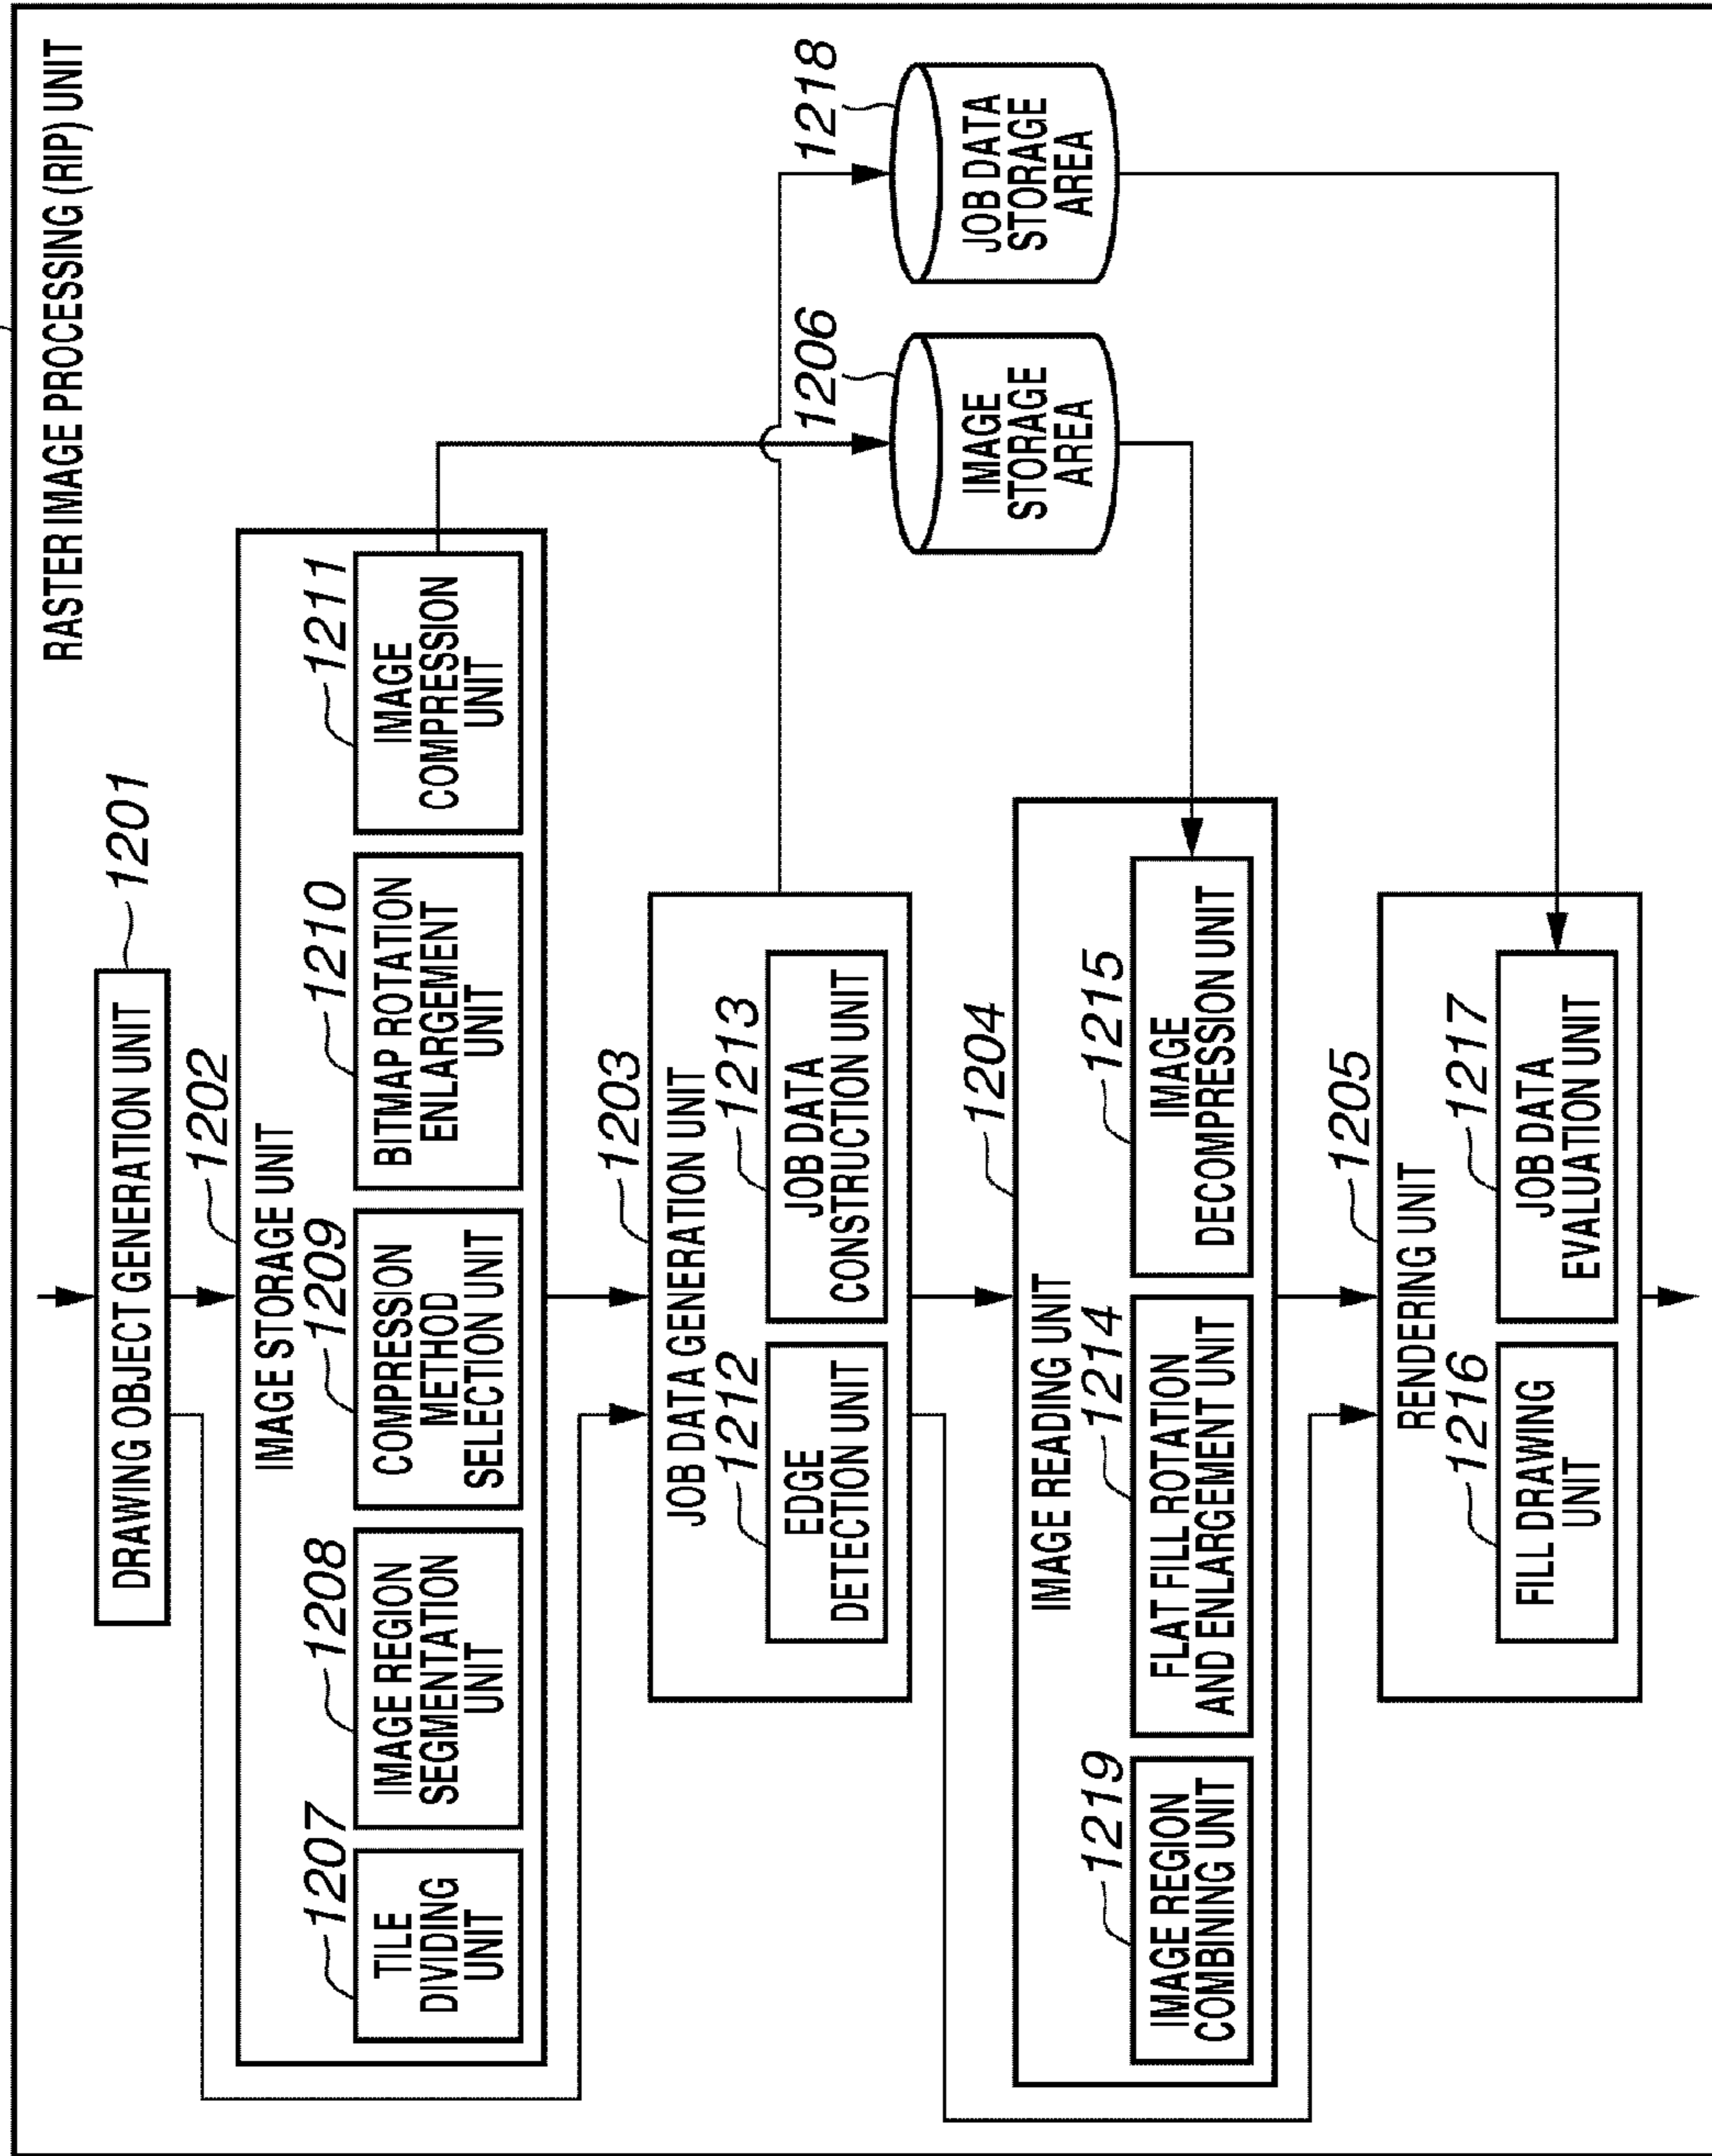 RASTER IMAGE PROCESSING (RIP) UNIT
1201
DRAWING OBJECT GENERATION UNIT
1202
IMAGE STORAGE UNIT
1207
TILE
DIVIDING
UNIT
1208
IMAGE REGION
SEGMENTATION
UNIT
1209
COMPRESSION
METHOD
SELECTION UNIT
1210
BITMAP ROTATION
ENLARGEMENT
UNIT
1211
IMAGE
COMPRESSION
UNIT
1203
JOB DATA GENERATION UNIT
1212
EDGE
DETECTION UNIT
1213
JOB DATA
CONSTRUCTION UNIT
1206
IMAGE
STORAGE
AREA
1218
JOB DATA
STORAGE
AREA
1204
IMAGE READING UNIT
1219
IMAGE REGION
COMBINING UNIT
1214
FLAT FILL ROTATION
AND ENLARGEMENT UNIT
1215
IMAGE
DECOMPRESSION UNIT
1205
RENDERING UNIT
1216
FILL DRAWING
UNIT
1217
JOB DATA
EVALUATION UNIT